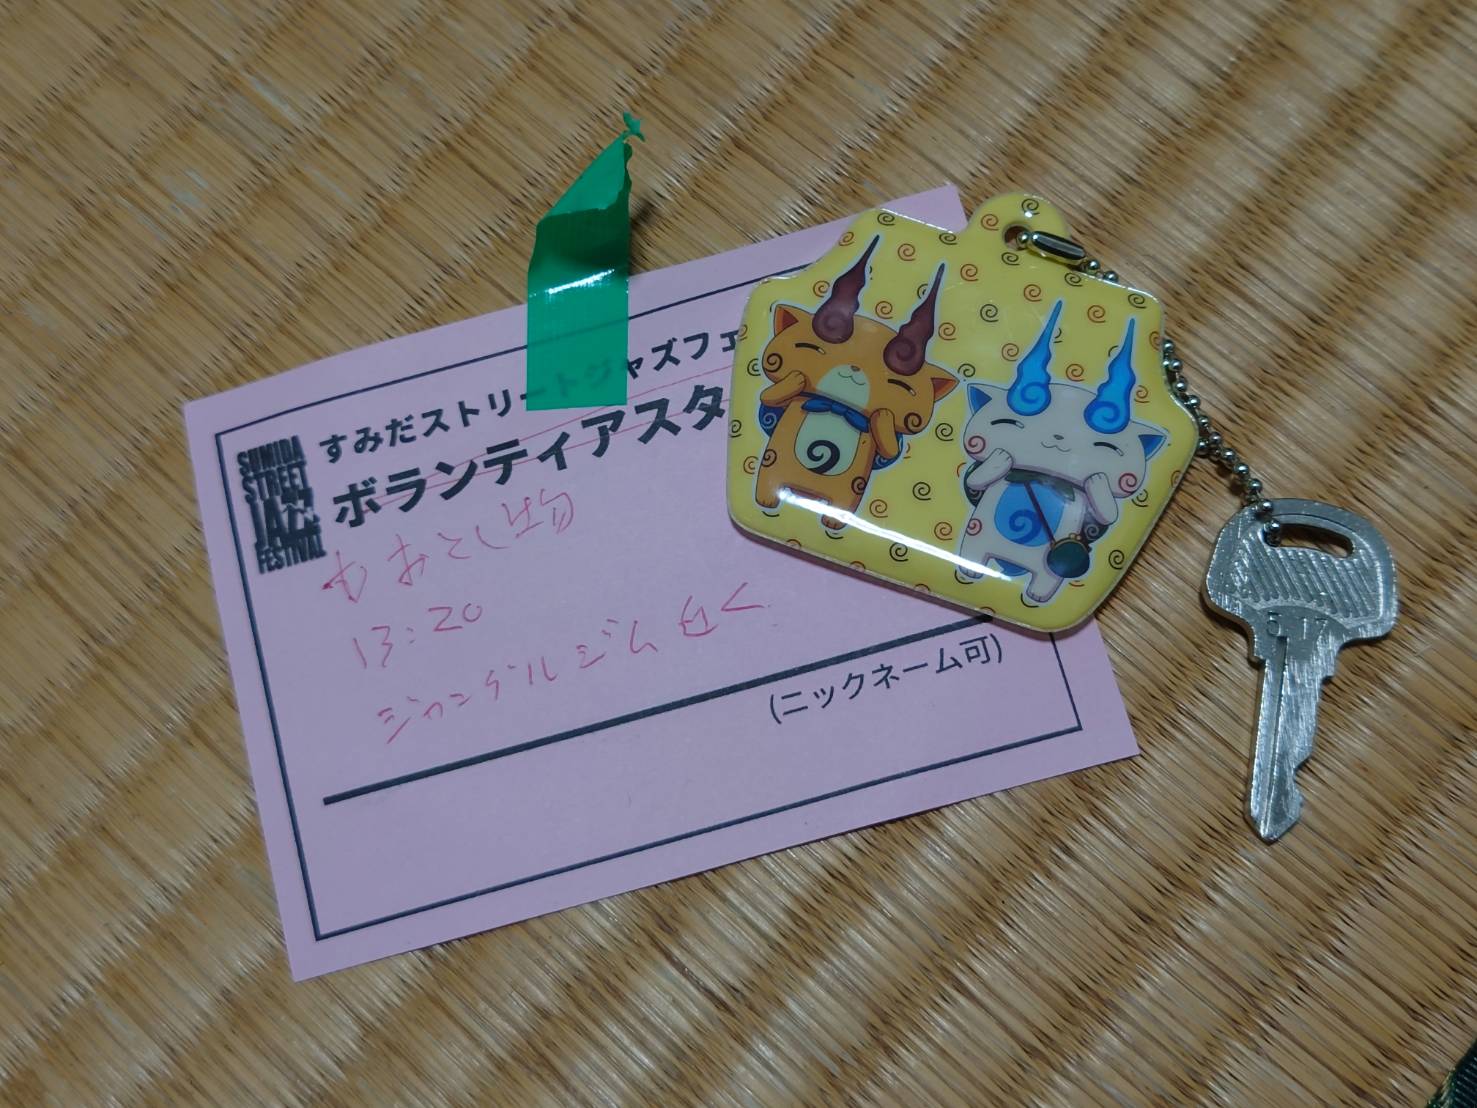 SUMIDA
STREET
JAZZ
FESTIVAL
すみだストリートジャズフェ
ボランティアスタ
おとし物
13:20
ジャングルジム 近く.
(ニックネーム可)